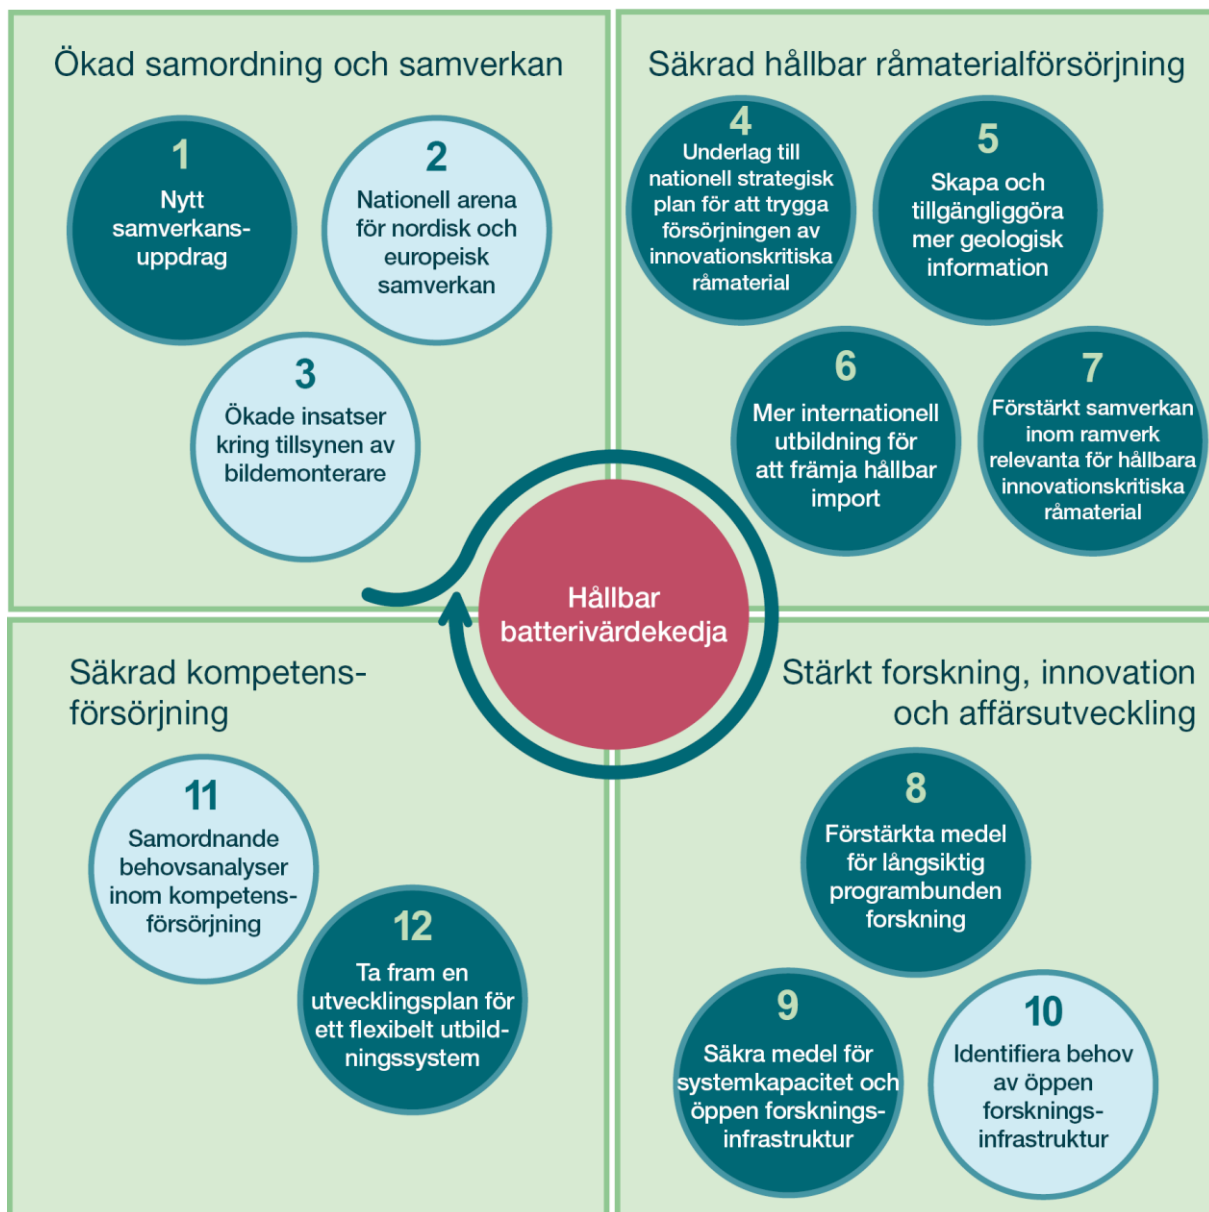 Ökad samordning och samverkan
1
Nytt
samverkans-
uppdrag
2
Nationell arena
för nordisk och
europeisk
samverkan
3
Ökade insatser
kring tillsynen av
bildemonterare
Säkrad hållbar råmaterialförsörjning
4
Underlag till
nationell strategisk
plan för att trygga
försörjningen av
innovationskritiska
råmaterial
5
Skapa och
tillgängliggöra
mer geologisk
information
6
Mer internationell
utbildning för
att främja hållbar
import
7
Förstärkt samverkan
inom ramverk
relevanta för hållbara
innovationskritiska
råmaterial
Hållbar
batterivärdekedja
Säkrad kompetens-
försörjning
11
Samordnande
behovsanalyser
inom kompetens-
försörjning
12
Ta fram en
utvecklingsplan för
ett flexibelt utbild-
ningssystem
Stärkt forskning, innovation
och affärsutveckling
8
Förstärkta medel
för långsiktig
programbunden
forskning
9
Säkra medel för
systemkapacitet och
öppen forsknings-
infrastruktur
10
Identifiera behov
av öppen
forsknings-
infrastruktur